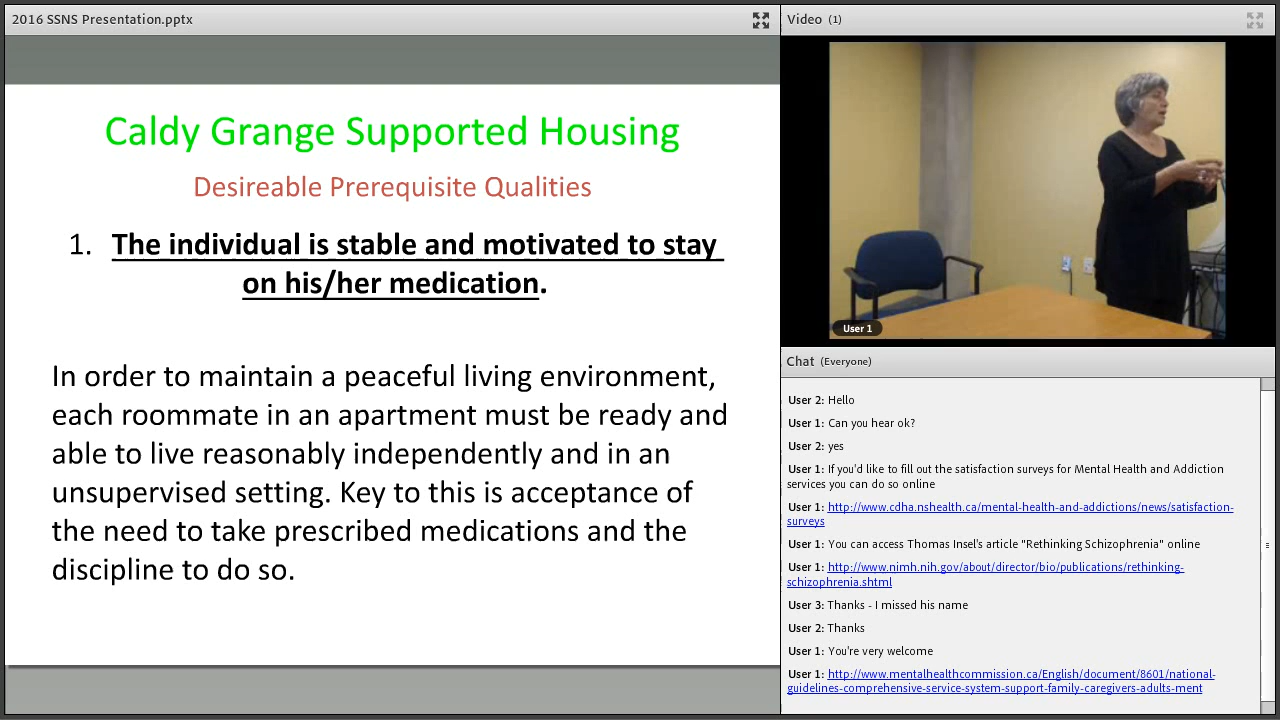 2016 SSNS Presentation.pptx
Caldy Grange Supported Housing
Desireable Prerequisite Qualities
1. The individual is stable and motivated to stay
on his/her medication.
In order to maintain a peaceful living environment,
each roommate in an apartment must be ready and
able to live reasonably independently and in an
unsupervised setting. Key to this is acceptance of
the need to take prescribed medications and the
discipline to do so.
Video (1)
User 1
Chat (Everyone)
User 2: Hello
User 1: Can you hear ok?
User 2: yes
User 1: If you'd like to fill out the satisfaction surveys for Mental Health and Addiction
services you can do so online
User 1: http://www.cdha.nshealth.ca/mental-health-and-addictions/news/satisfaction-
surveys
User 1: You can access Thomas Insel's article "Rethinking Schizophrenia" online
User 1: http://www.nimh.nih.gov/about/director/bio/publications/rethinking-
schizophrenia.shtml
User 3: Thanks - I missed his name
User 2: Thanks
User 1: You're very welcome
User 1: http://www.mentalhealthcommission.ca/English/document/8601/national-
guidelines-comprehensive-service-system-support-family-caregivers-adults-ment